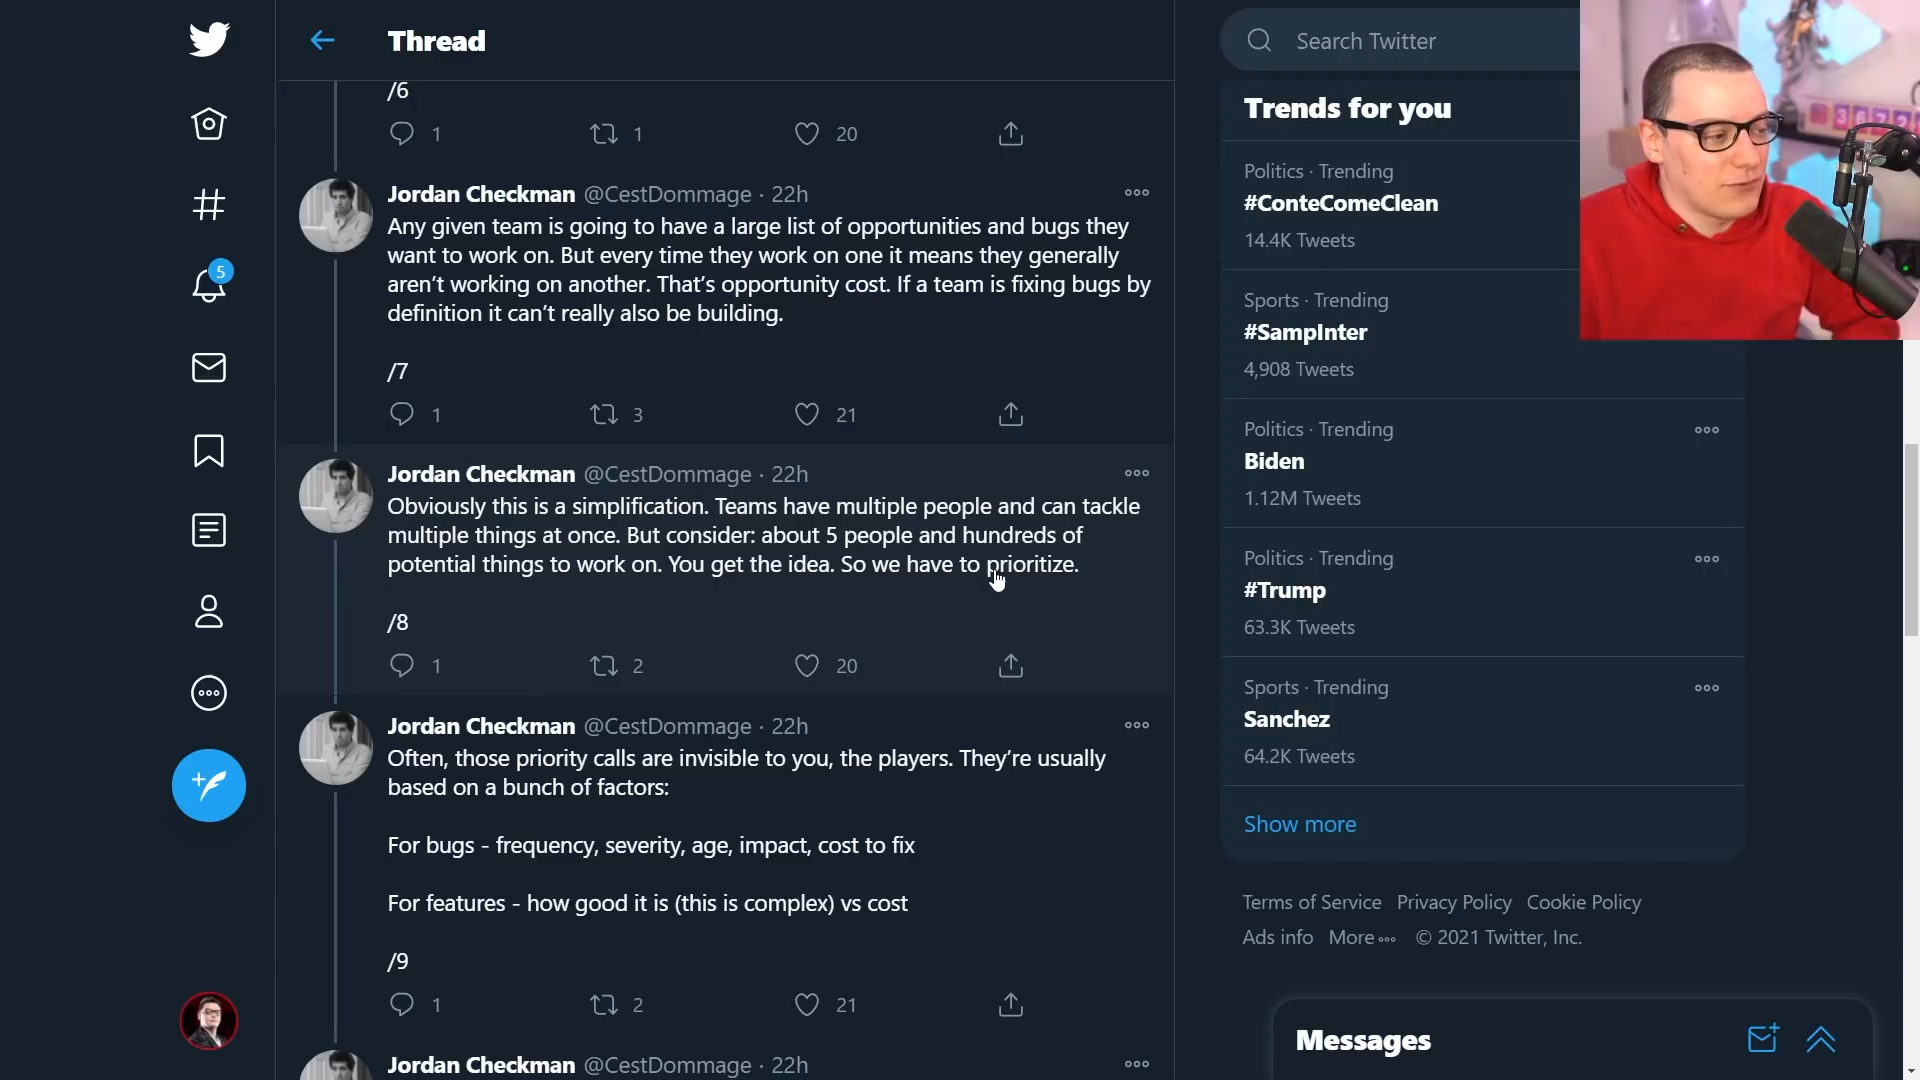 Thread
Search Twitter
/6
1 1 20
Jordan Checkman @CestDommage · 22h
Any given team is going to have a large list of opportunities and bugs they
want to work on. But every time they work on one it means they generally
aren't working on another. That's opportunity cost. If a team is fixing bugs by
definition it can't really also be building.
/7
1 3 21
Jordan Checkman @CestDommage · 22h
Obviously this is a simplification. Teams have multiple people and can tackle
multiple things at once. But consider: about 5 people and hundreds of
potential things to work on. You get the idea. So we have to prioritize.
/8
1 2 20
Jordan Checkman @CestDommage · 22h
Often, those priority calls are invisible to you, the players. They're usually
based on a bunch of factors:
For bugs - frequency, severity, age, impact, cost to fix
For features - how good it is (this is complex) vs cost
/9
1 2 21
Jordan Checkman @CestDommage · 22h
5
Trends for you
Politics · Trending
#ConteComeClean
14.4K Tweets
Sports · Trending
#SampInter
4,908 Tweets
Politics · Trending
Biden
1.12M Tweets
Politics · Trending
#Trump
63.3K Tweets
Sports · Trending
Sanchez
64.2K Tweets
Show more
Terms of Service Privacy Policy Cookie Policy
Ads info More © 2021 Twitter, Inc.
Messages